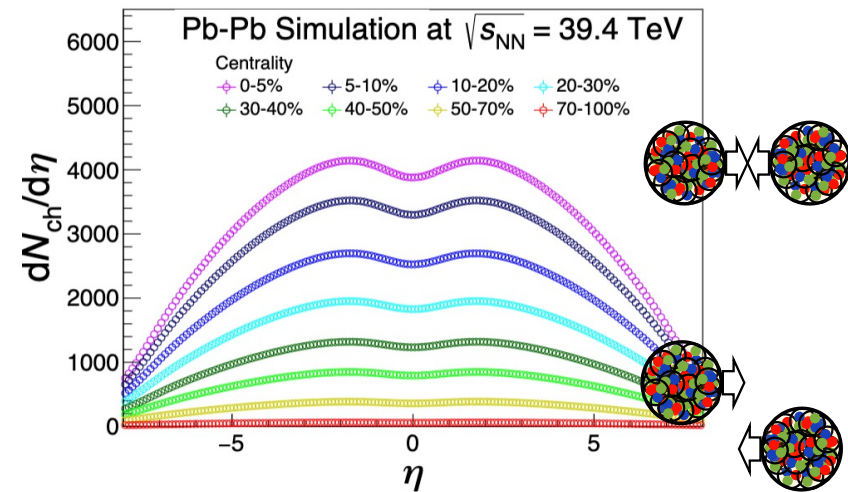 Pb-Pb Simulation at √sNN = 39.4 TeV
Centrality
0-5% 5-10% 10-20% 20-30%
30-40% 40-50% 50-70% 70-100%
dNch/dη
6000
5000
4000
3000
2000
1000
0
−5 0 5
η